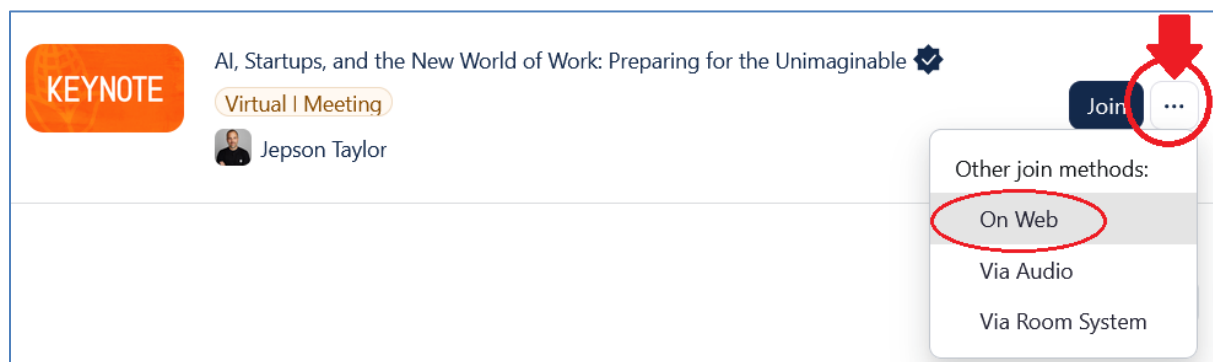 KEYNOTE
AI, Startups, and the New World of Work: Preparing for the Unimaginable
Virtual | Meeting
Jepson Taylor
Join
...
Other join methods:
On Web
Via Audio
Via Room System